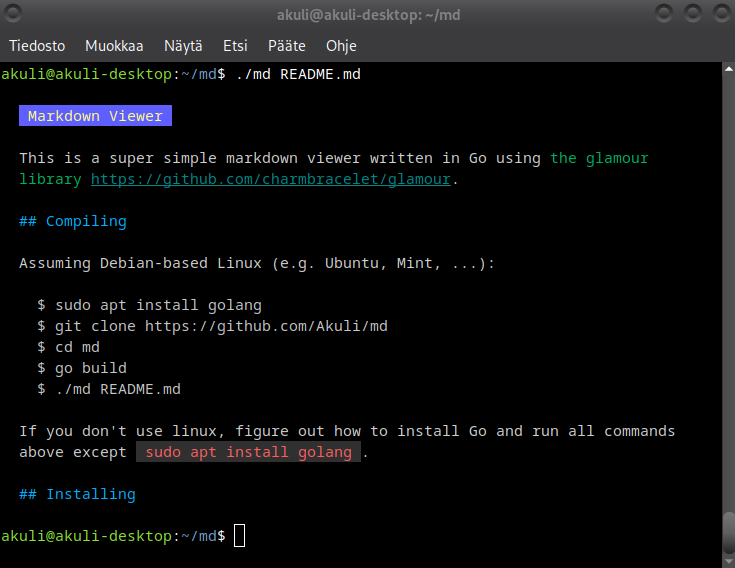 akuli@akuli-desktop: ~/md
Tiedosto Muokkaa Näytä Etsi Pääte Ohje
akuli@akuli-desktop:~/md$ ./md README.md
Markdown Viewer
This is a super simple markdown viewer written in Go using the glamour
library https://github.com/charmbracelet/glamour.
## Compiling
Assuming Debian-based Linux (e.g. Ubuntu, Mint, ...):
$ sudo apt install golang
$ git clone https://github.com/Akuli/md
$ cd md
$ go build
$ ./md README.md
If you don't use linux, figure out how to install Go and run all commands
above except sudo apt install golang .
## Installing
akuli@akuli-desktop:~/md$